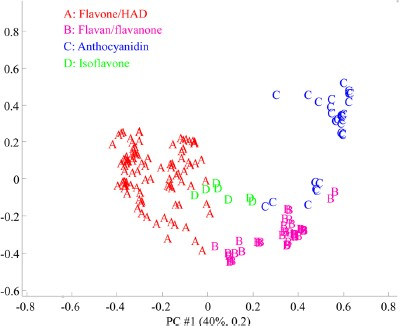 A: Flavone/HAD
B: Flavan/flavanone
C: Anthocyanidin
D: Isoflavone
0.6
0.4
0.2
0
-0.2
-0.4
-0.6
-0.8 -0.6 -0.4 -0.2 0 0.2 0.4 0.6 0.8
PC #1 (40%, 0.2)